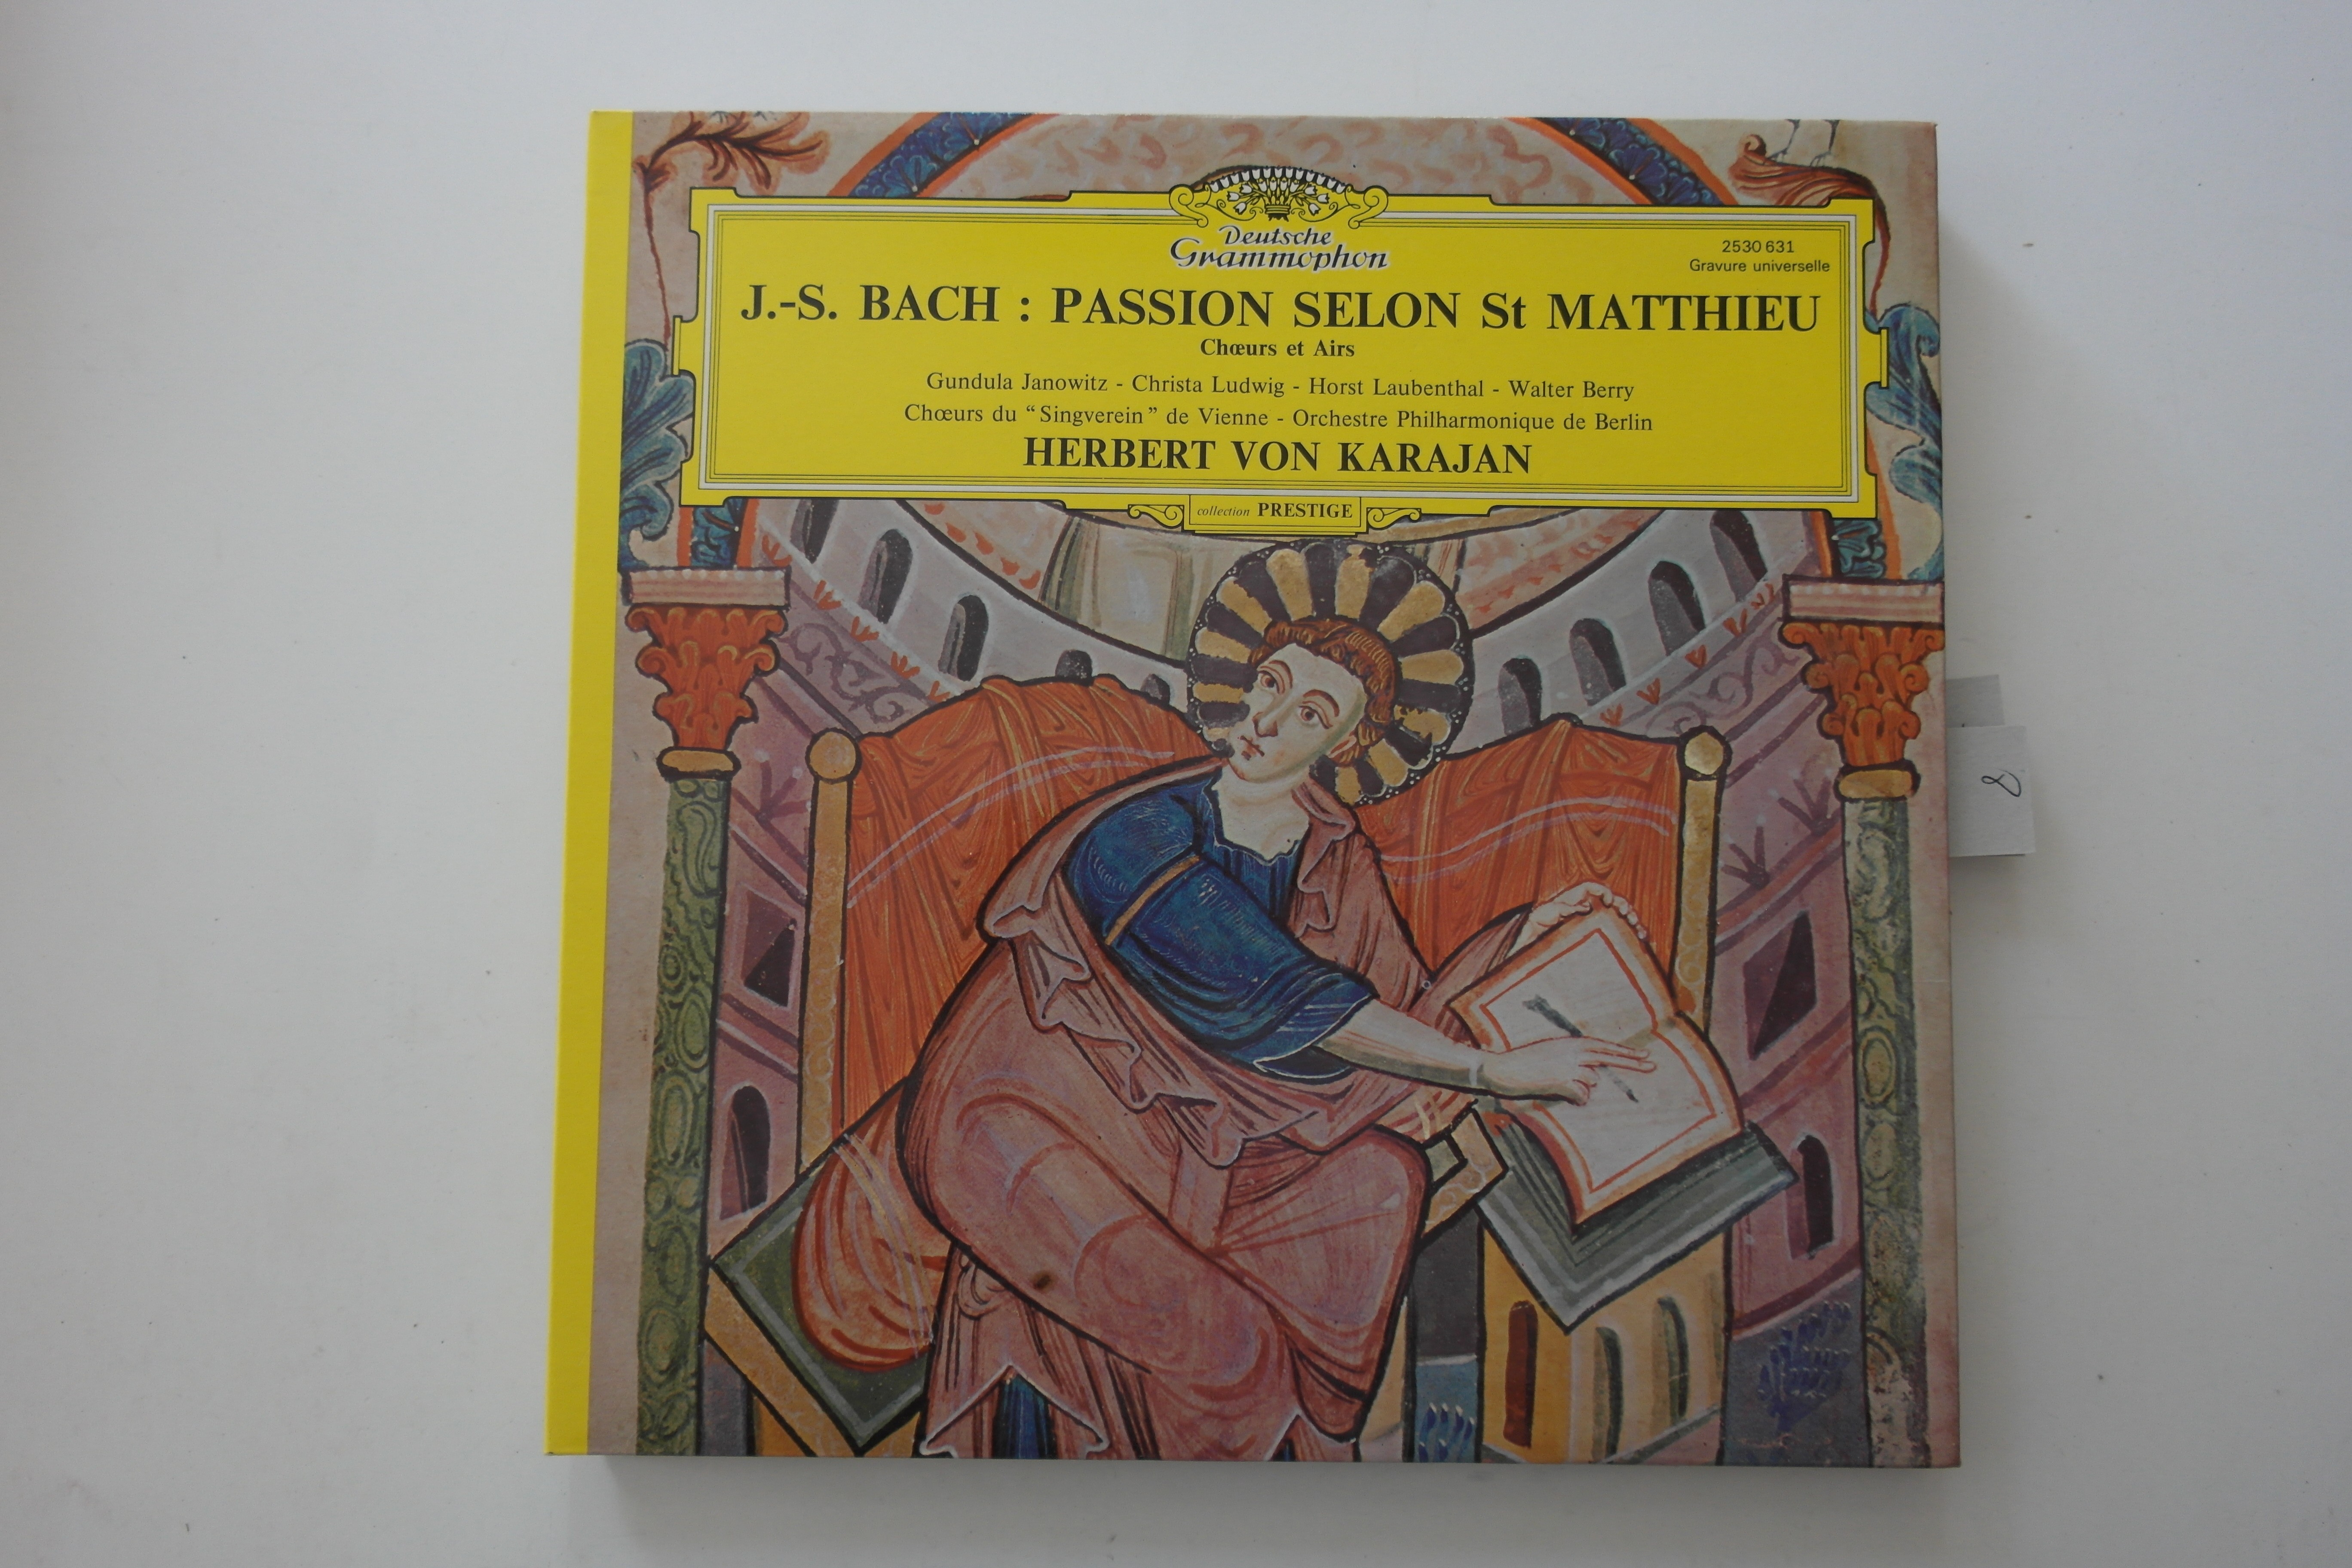 Deutsche
Grammophon
2530 631
Gravure universelle
J.-S. BACH : PASSION SELON St MATTHIEU
Chœurs et Airs
Gundula Janowitz - Christa Ludwig - Horst Laubenthal - Walter Berry
Chœurs du “ Singverein ” de Vienne - Orchestre Philharmonique de Berlin
HERBERT VON KARAJAN
collection PRESTIGE
8